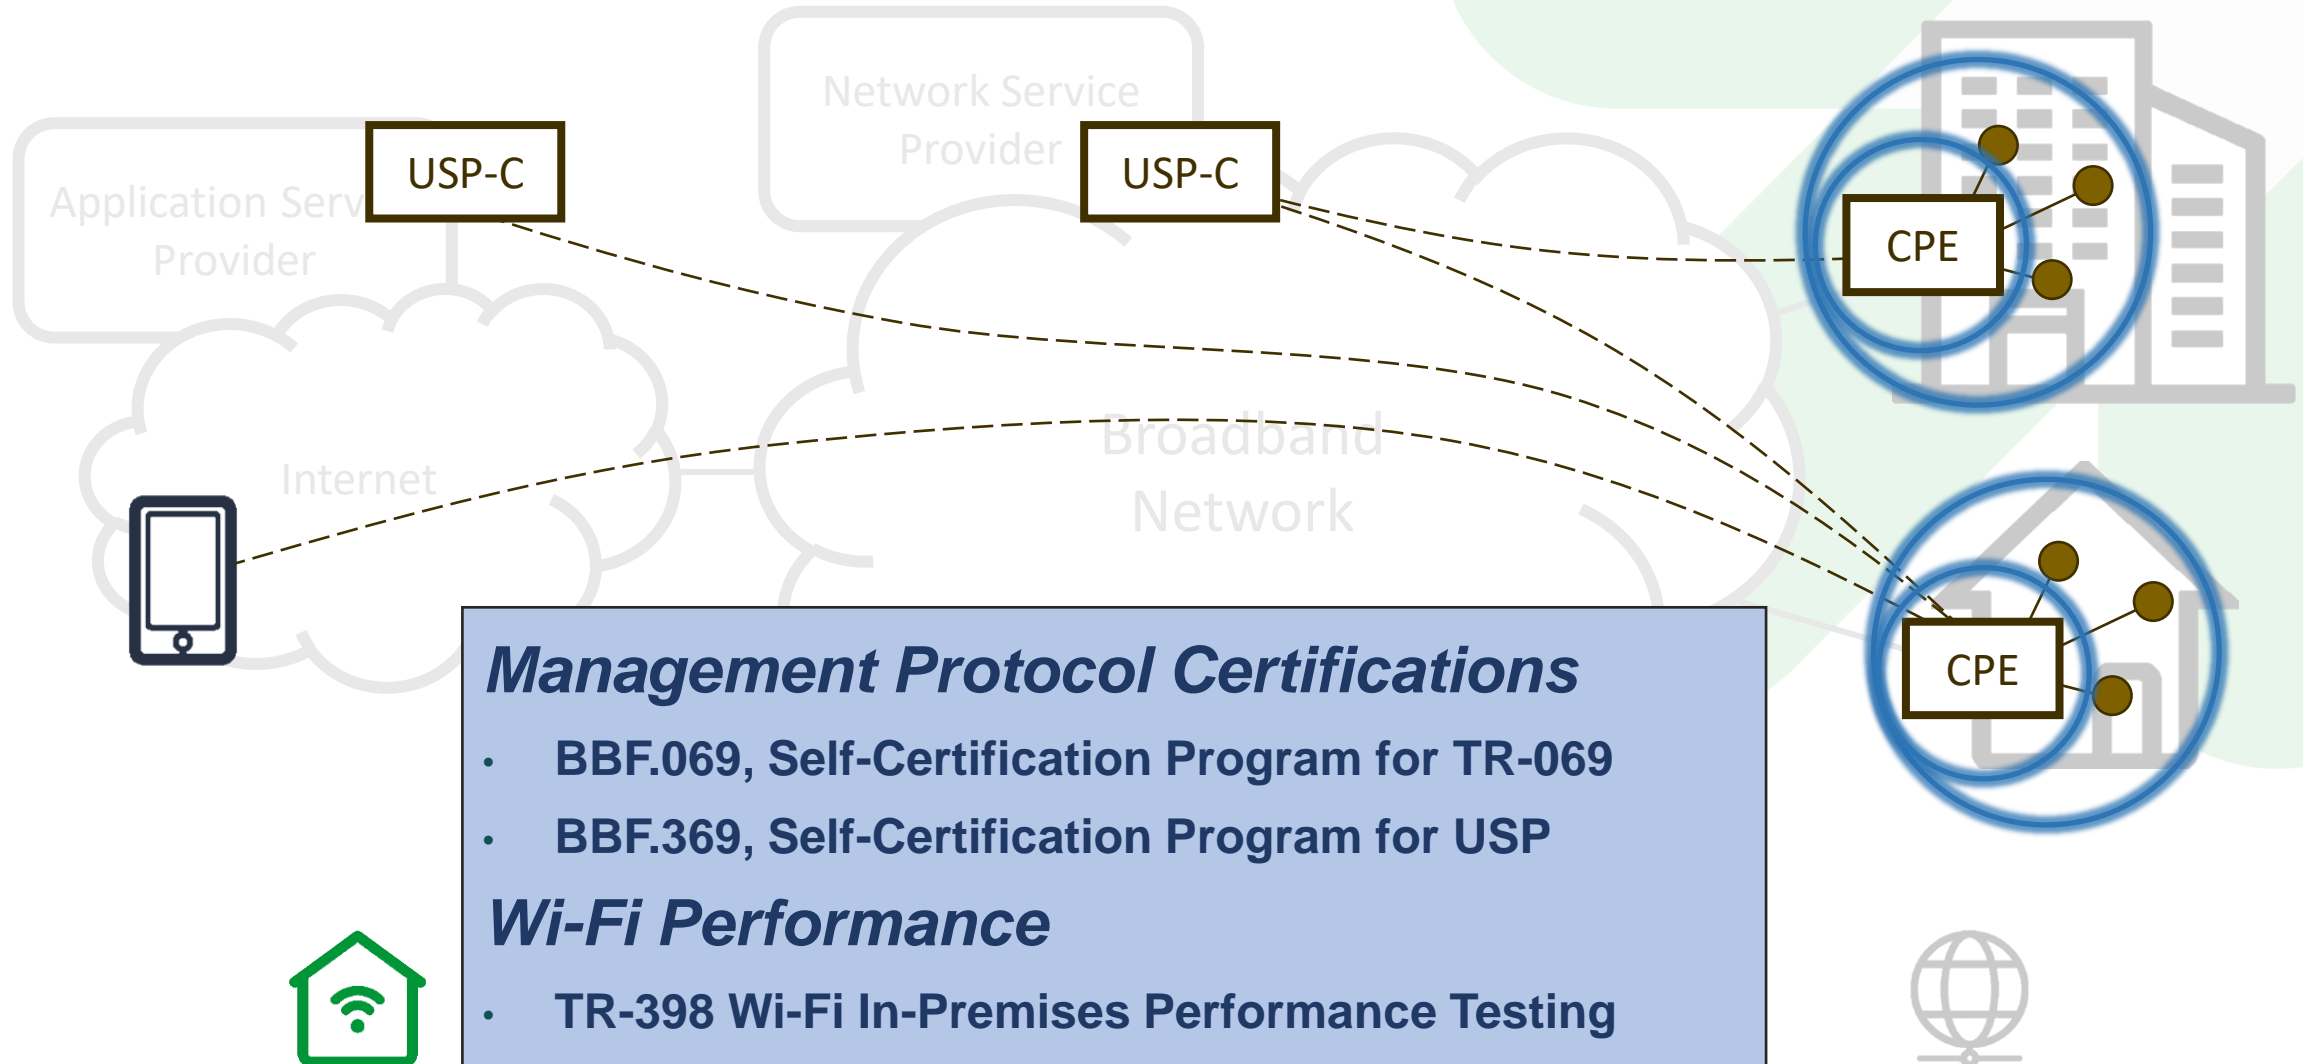 Network Service
Provider
Application Serv
Provider
USP-C
USP-C
CPE
Internet
Broadband
Network
CPE
Management Protocol Certifications
• BBF.069, Self-Certification Program for TR-069
• BBF.369, Self-Certification Program for USP
Wi-Fi Performance
• TR-398 Wi-Fi In-Premises Performance Testing